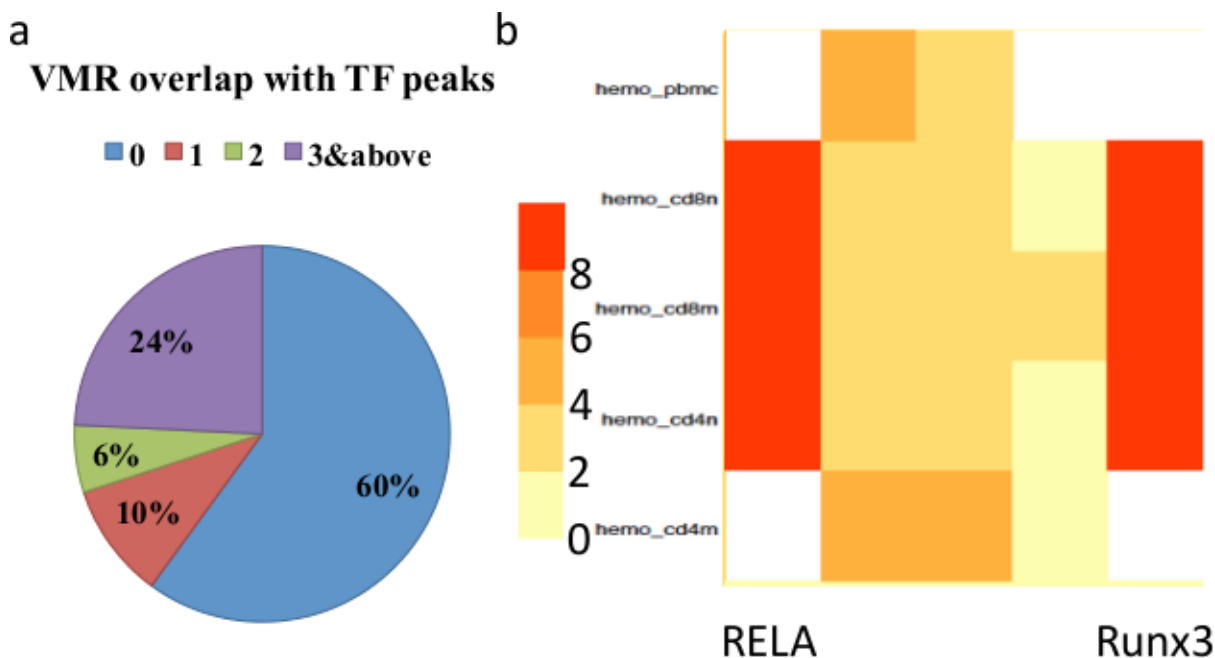 a
VMR overlap with TF peaks
0 1 2 3&above
24%
6%
10%
60%
b
hemo_pbmc
hemo_cd8n
hemo_cd8m
hemo_cd4n
hemo_cd4m
8
6
4
2
0
RELA
Runx3